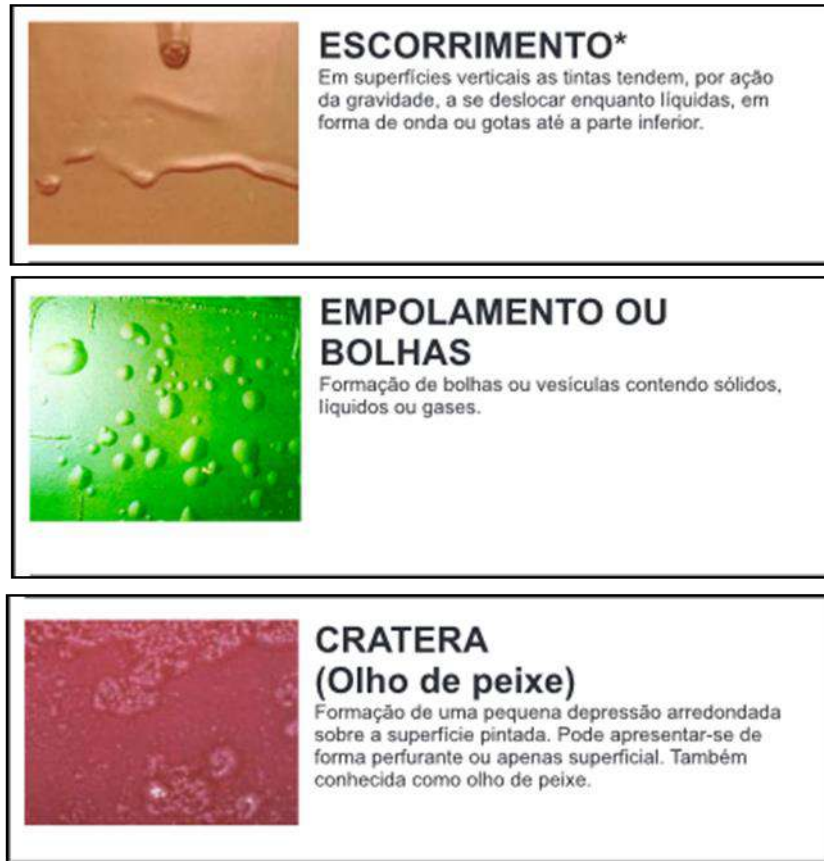 ESCORRIMENTO*
Em superfícies verticais as tintas tendem, por ação
da gravidade, a se deslocar enquanto líquidas, em
forma de onda ou gotas até a parte inferior.
EMPOLAMENTO OU
BOLHAS
Formação de bolhas ou vesículas contendo sólidos,
líquidos ou gases.
CRATERA
(Olho de peixe)
Formação de uma pequena depressão arredondada
sobre a superfície pintada. Pode apresentar-se de
forma perfurante ou apenas superficial. Também
conhecida como olho de peixe.